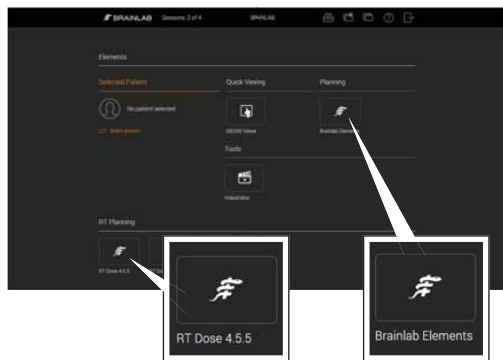 BRAINLAB Sessions: 2 of 4 BRAINLAB
Elements
Selected Patient Quick Viewing Planning
No patient selected
Select patient
DICOM Viewer Brainlab Elements
Tools
VideoEditor
RT Planning
RT Dose 4.5.5
RT Dose 4.5.5
Brainlab Elements